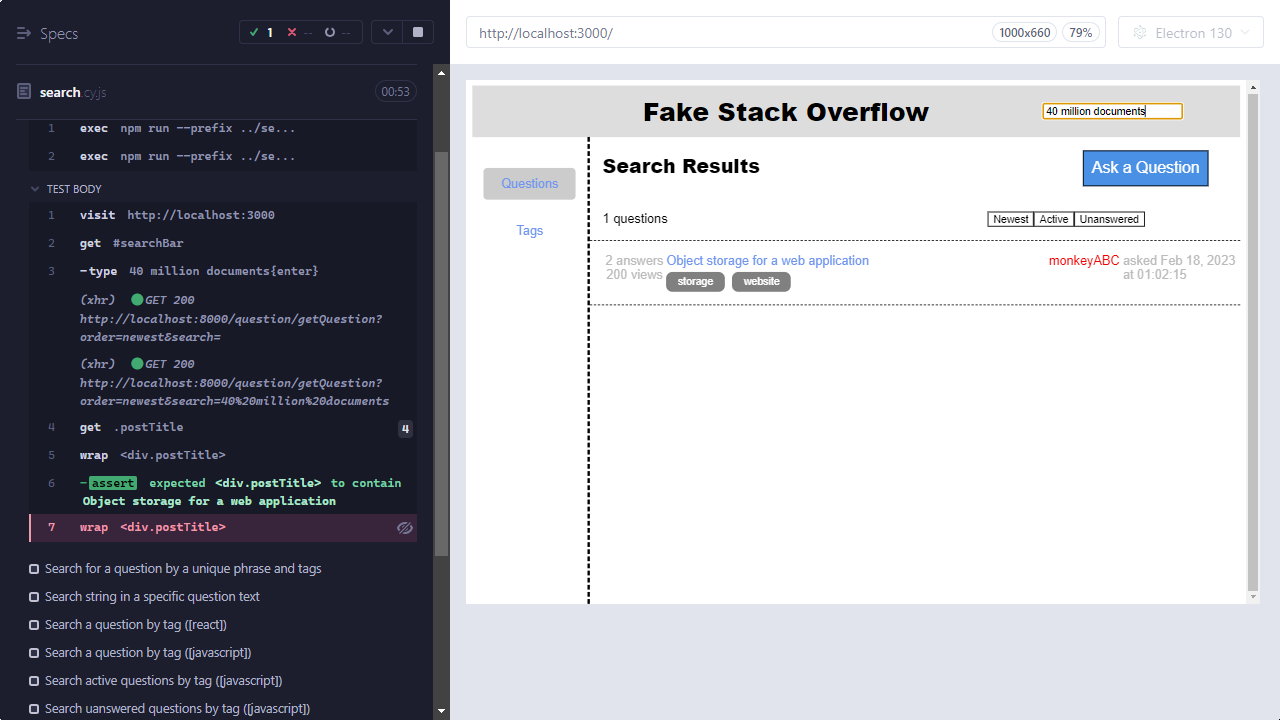 Specs
1
--
--
search.cy.js
00:53
1 exec npm run --prefix ../se...
2 exec npm run --prefix ../se...
TEST BODY
1 visit http://localhost:3000
2 get #searchBar
3 -type 40 million documents{enter}
(xhr) GET 200
http://localhost:8000/question/getQuestion?
order=newest&search=
(xhr) GET 200
http://localhost:8000/question/getQuestion?
order=newest&search=40%20million%20documents
4 get .postTitle 4
5 wrap <div.postTitle>
6 -assert expected <div.postTitle> to contain
Object storage for a web application
7 wrap <div.postTitle>
Search for a question by a unique phrase and tags
Search string in a specific question text
Search a question by tag ([react])
Search a question by tag ([javascript])
Search active questions by tag ([javascript])
Search uanswered questions by tag ([javascript])
http://localhost:3000/
1000x660
79%
Electron 130
Fake Stack Overflow
40 million documents
Questions
Tags
Search Results
Ask a Question
1 questions
Newest
Active
Unanswered
2 answers
200 views
Object storage for a web application
storage
website
monkeyABC asked Feb 18, 2023
at 01:02:15